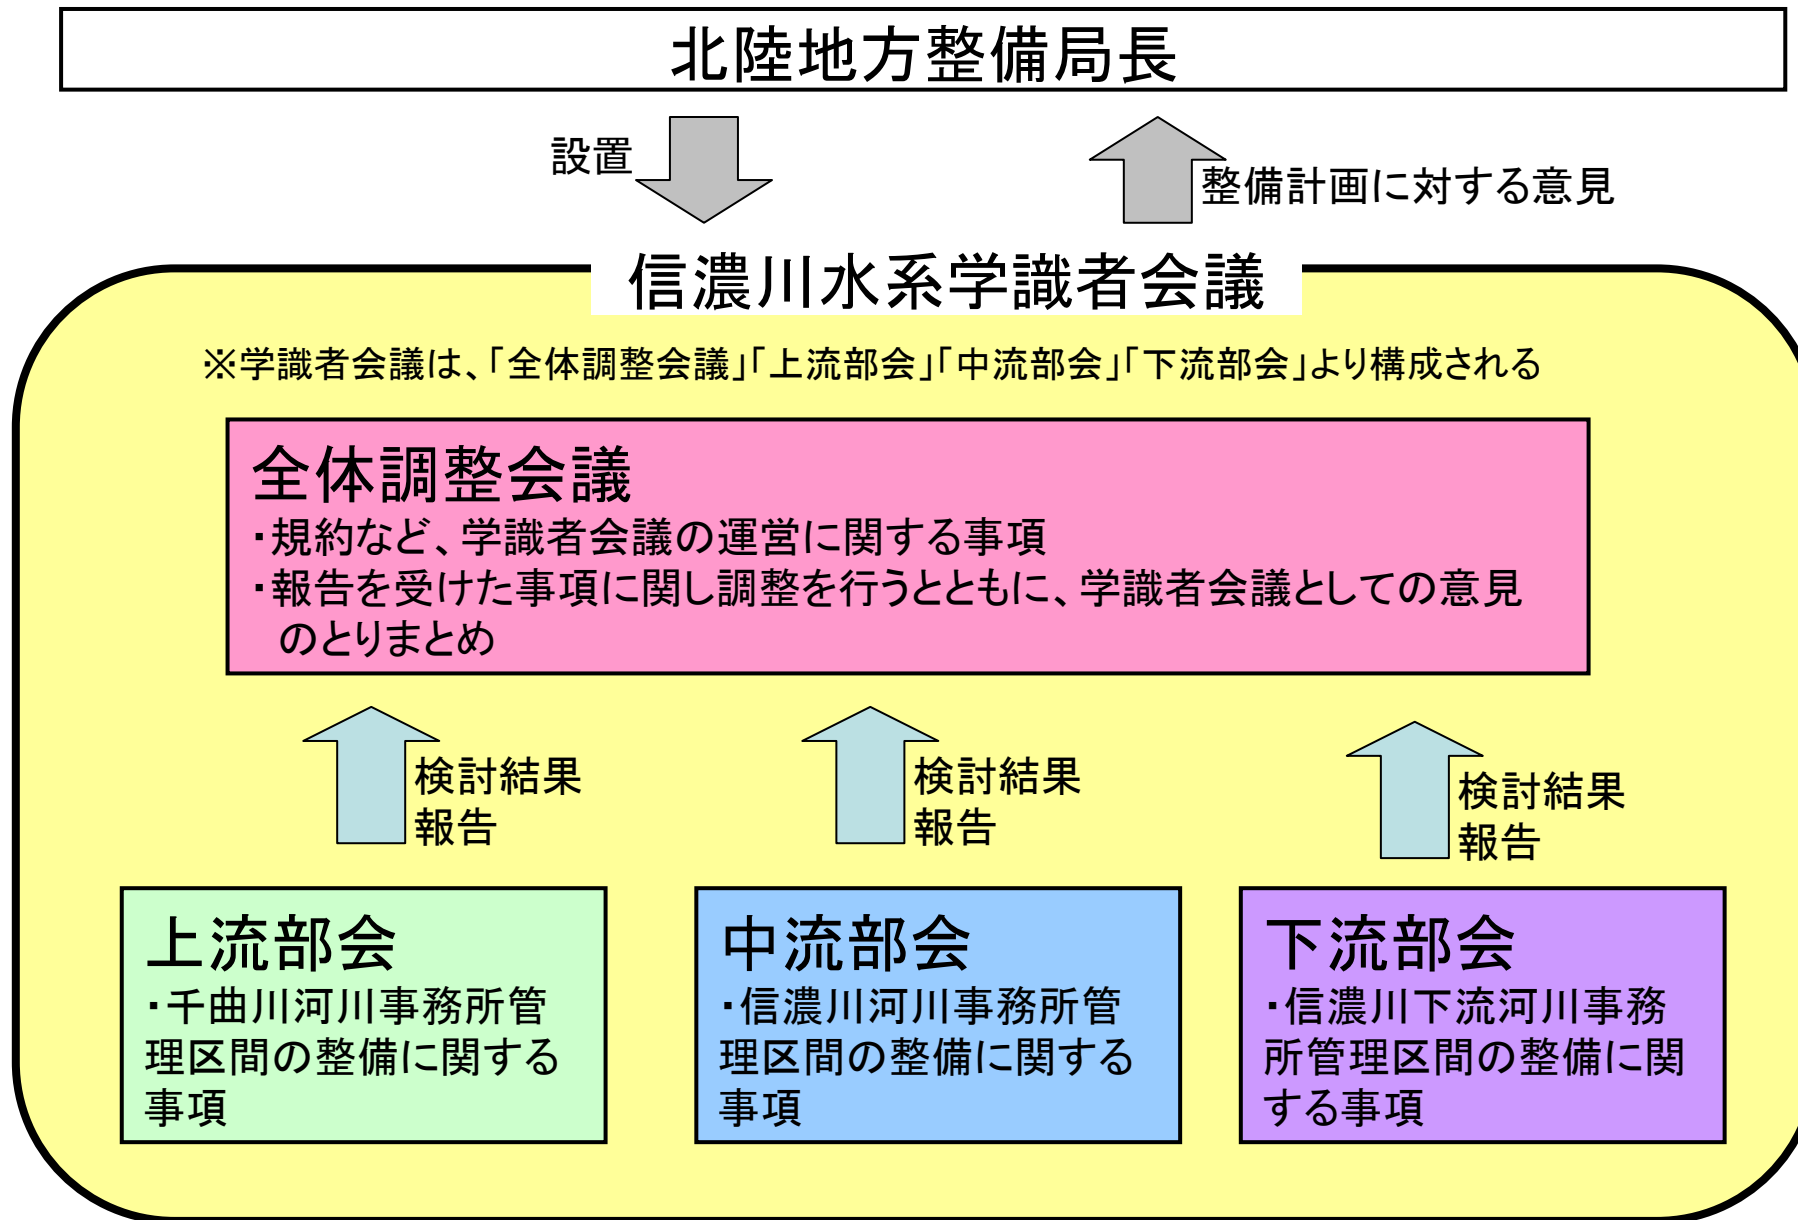 北陸地方整備局長
設置
整備計画に対する意見
信濃川水系学識者会議
※学識者会議は、「全体調整会議」「上流部会」「中流部会」「下流部会」より構成される
全体調整会議
・規約など、学識者会議の運営に関する事項
・報告を受けた事項に関し調整を行うとともに、学識者会議としての意見
のとりまとめ
検討結果
報告
検討結果
報告
検討結果
報告
上流部会
・千曲川河川事務所管
理区間の整備に関する
事項
中流部会
・信濃川河川事務所管
理区間の整備に関する
事項
下流部会
・信濃川下流河川事務
所管理区間の整備に関
する事項